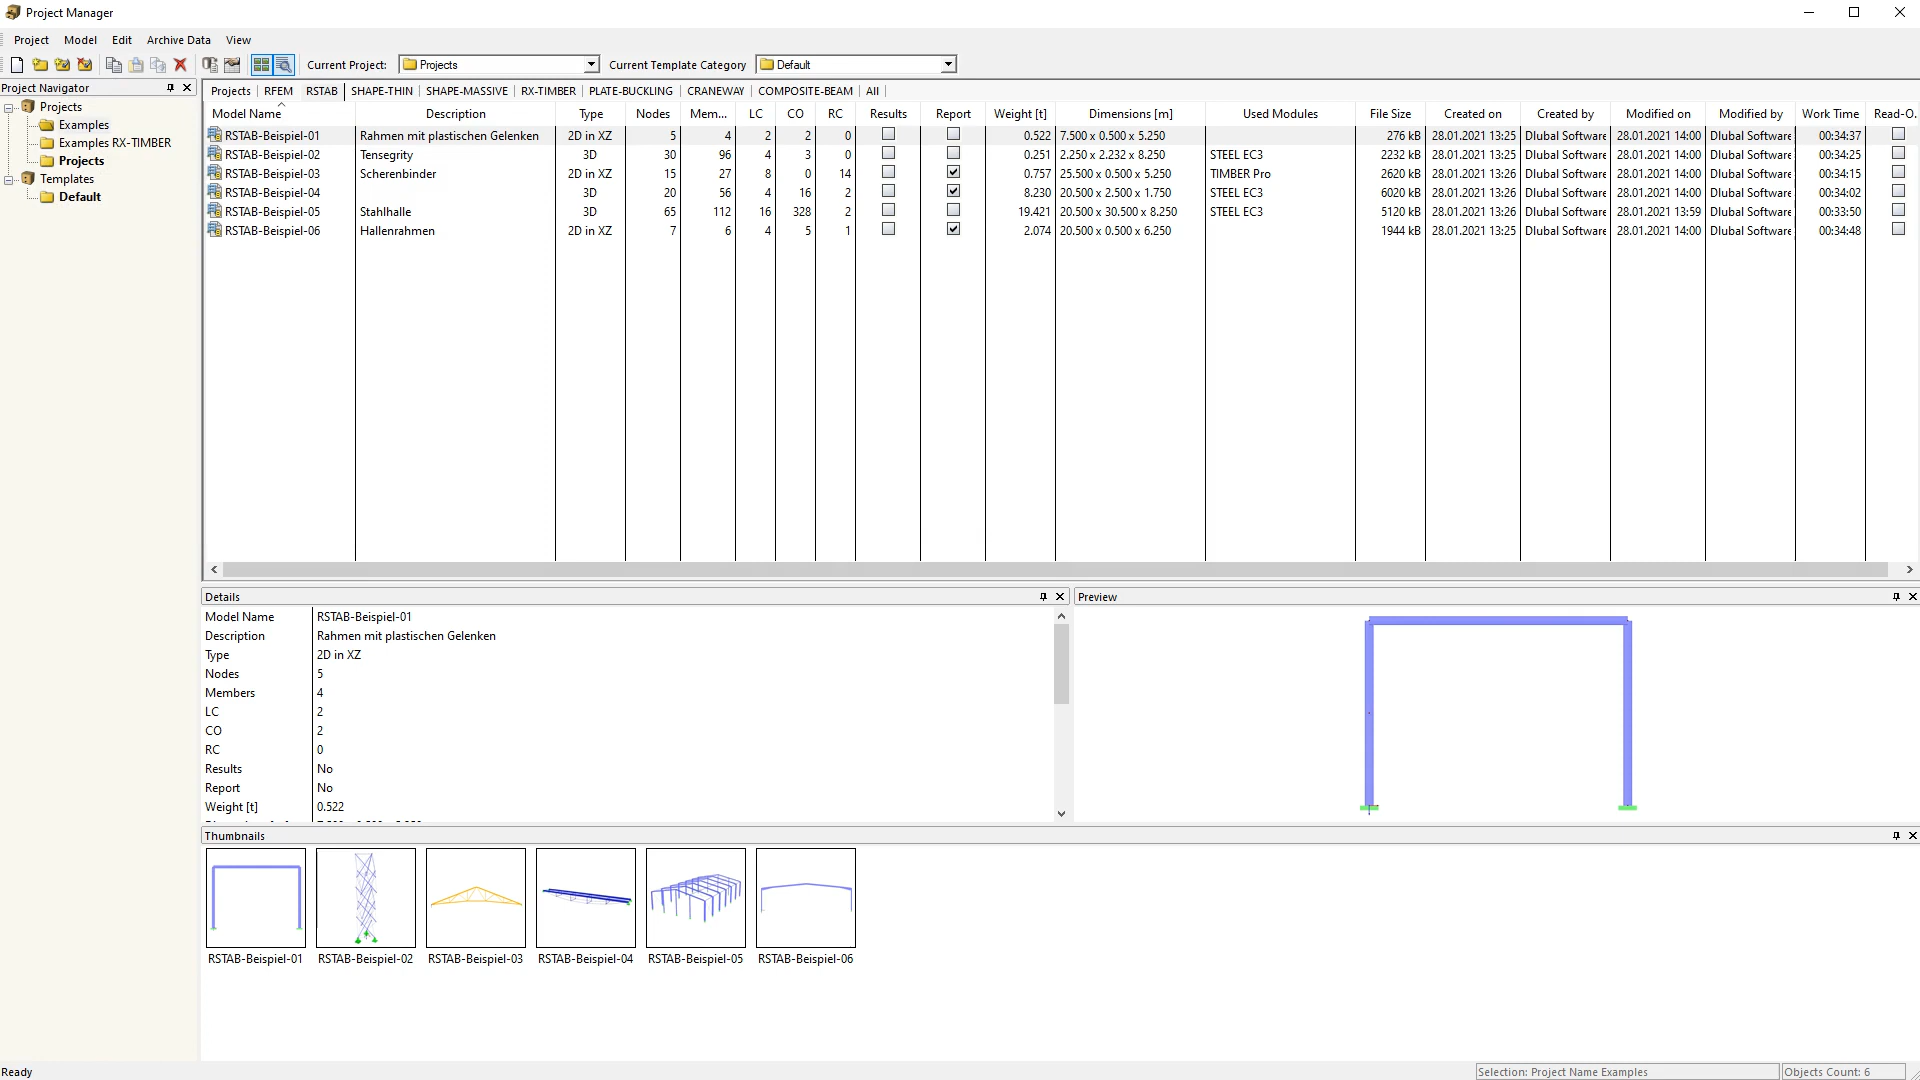 Project Manager
Project Model Edit Archive Data View
Current Project: Projects Current Template Category Default
Project Navigator
Projects
Examples
Examples RX-TIMBER
Projects
Templates
Default
Projects RFEM RSTAB SHAPE-THIN SHAPE-MASSIVE RX-TIMBER PLATE-BUCKLING CRANEWAY COMPOSITE-BEAM All
Model Name Description Type Nodes Mem... LC CO RC Results Report Weight [t] Dimensions [m] Used Modules File Size Created on Created by Modified on Modified by Work Time Read-O.
RSTAB-Beispiel-01 Rahmen mit plastischen Gelenken 2D in XZ 5 4 2 2 0 0.522 7.500 x 0.500 x 5.250 276 kB 28.01.2021 13:25 Dlubal Software 28.01.2021 14:00 Dlubal Software 00:34:37
RSTAB-Beispiel-02 Tensegrity 3D 30 96 4 3 0 0.251 2.250 x 2.232 x 8.250 STEEL EC3 2232 kB 28.01.2021 13:25 Dlubal Software 28.01.2021 14:00 Dlubal Software 00:34:25
RSTAB-Beispiel-03 Scherenbinder 2D in XZ 15 27 8 0 14 0.757 25.500 x 0.500 x 5.250 TIMBER Pro 2620 kB 28.01.2021 13:26 Dlubal Software 28.01.2021 14:00 Dlubal Software 00:34:15
RSTAB-Beispiel-04 3D 20 56 4 16 2 8.230 20.500 x 2.500 x 1.750 STEEL EC3 6020 kB 28.01.2021 13:26 Dlubal Software 28.01.2021 14:00 Dlubal Software 00:34:02
RSTAB-Beispiel-05 Stahlhalle 3D 65 112 16 328 2 19.421 20.500 x 30.500 x 8.250 STEEL EC3 5120 kB 28.01.2021 13:26 Dlubal Software 28.01.2021 13:59 Dlubal Software 00:33:50
RSTAB-Beispiel-06 Hallenrahmen 2D in XZ 7 6 4 5 1 2.074 20.500 x 0.500 x 6.250 1944 kB 28.01.2021 13:25 Dlubal Software 28.01.2021 14:00 Dlubal Software 00:34:48
Details
Model Name RSTAB-Beispiel-01
Description Rahmen mit plastischen Gelenken
Type 2D in XZ
Nodes 5
Members 4
LC 2
CO 2
RC 0
Results No
Report No
Weight [t] 0.522
Preview
Thumbnails
RSTAB-Beispiel-01 RSTAB-Beispiel-02 RSTAB-Beispiel-03 RSTAB-Beispiel-04 RSTAB-Beispiel-05 RSTAB-Beispiel-06
Ready
Selection: Project Name Examples Objects Count: 6